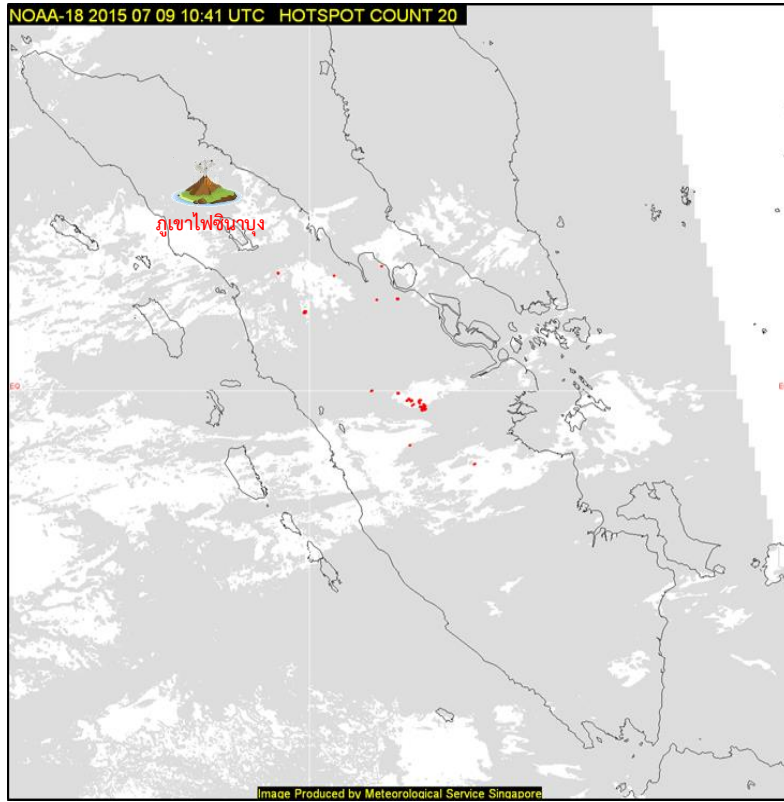 NOAA-18 2015 07 09 10:41 UTC HOTSPOT COUNT 20
ภูเขาไฟซินาบุง
EQ
Image Produced by Meteorological Service Singapore